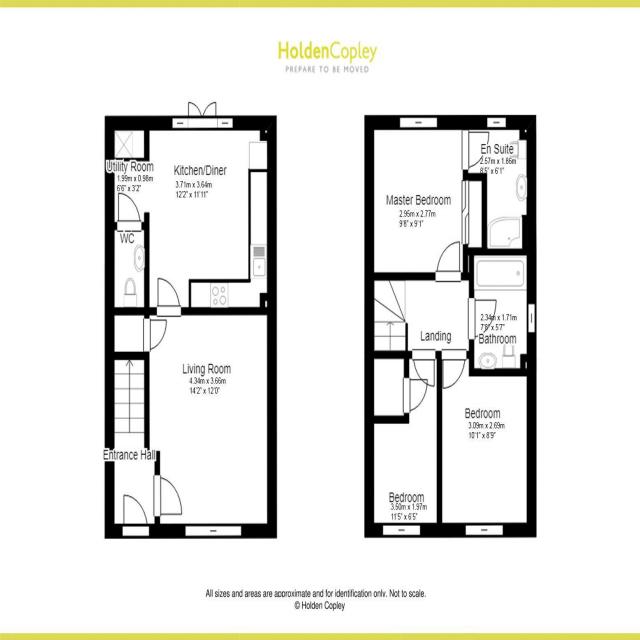 HoldenCopley
PREPARE TO BE MOVED
Utility Room
1.99m x 0.98m
6'6" x 3'2"
Kitchen/Diner
3.71m x 3.64m
12'2" x 11'11"
WC
Living Room
4.34m x 3.66m
14'2" x 12'0"
Entrance Hall
En Suite
2.57m x 1.86m
8'5" x 6'1"
Master Bedroom
2.95m x 2.77m
9'8" x 9'1"
2.34m x 1.71m
7'8" x 5'7"
Bathroom
Landing
Bedroom
3.09m x 2.69m
10'1" x 8'9"
Bedroom
3.50m x 1.97m
11'5" x 6'5"
All sizes and areas are approximate and for identification only. Not to scale.
© Holden Copley